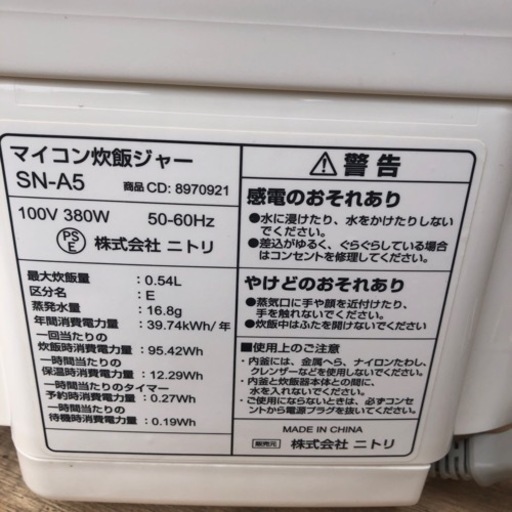 マイコン炊飯ジャー
SN-A5 商品CD: 8970921
100V 380W 50-60Hz
PS
E
株式会社 ニトリ
最大炊飯量 : 0.54L
区分名 : E
蒸発水量 : 16.8g
年間消費電力量 : 39.74kWh/年
一回当たりの
炊飯時消費電力量 : 95.42Wh
一時間当たりの
保温時消費電力量 : 12.29Wh
一時間当たりのタイマー
予約時消費電力量 : 0.27Wh
一時間当たりの
待機時消費電力量 : 0.19Wh
警告
感電のおそれあり
●水に浸けたり、水をかけたりしない
でください。
●差込がゆるく、ぐらぐらしている場合
はコンセントを修理してください。
やけどのおそれあり
●蒸気口に手や顔を近付けたり、
手を触れないでください。
●炊飯中はふたを開けないでください
■使用上のご注意
・内釜には、金属へら、ナイロンたわし、
クレンザーなどを使用しないでください。
・内釜と炊飯器本体との間に、
水を入れないでください。
・ご使用にならないときは、必ずコンセ
ントから電源プラグを抜いてください。
MADE IN CHINA
販売元 株式会社 ニトリ